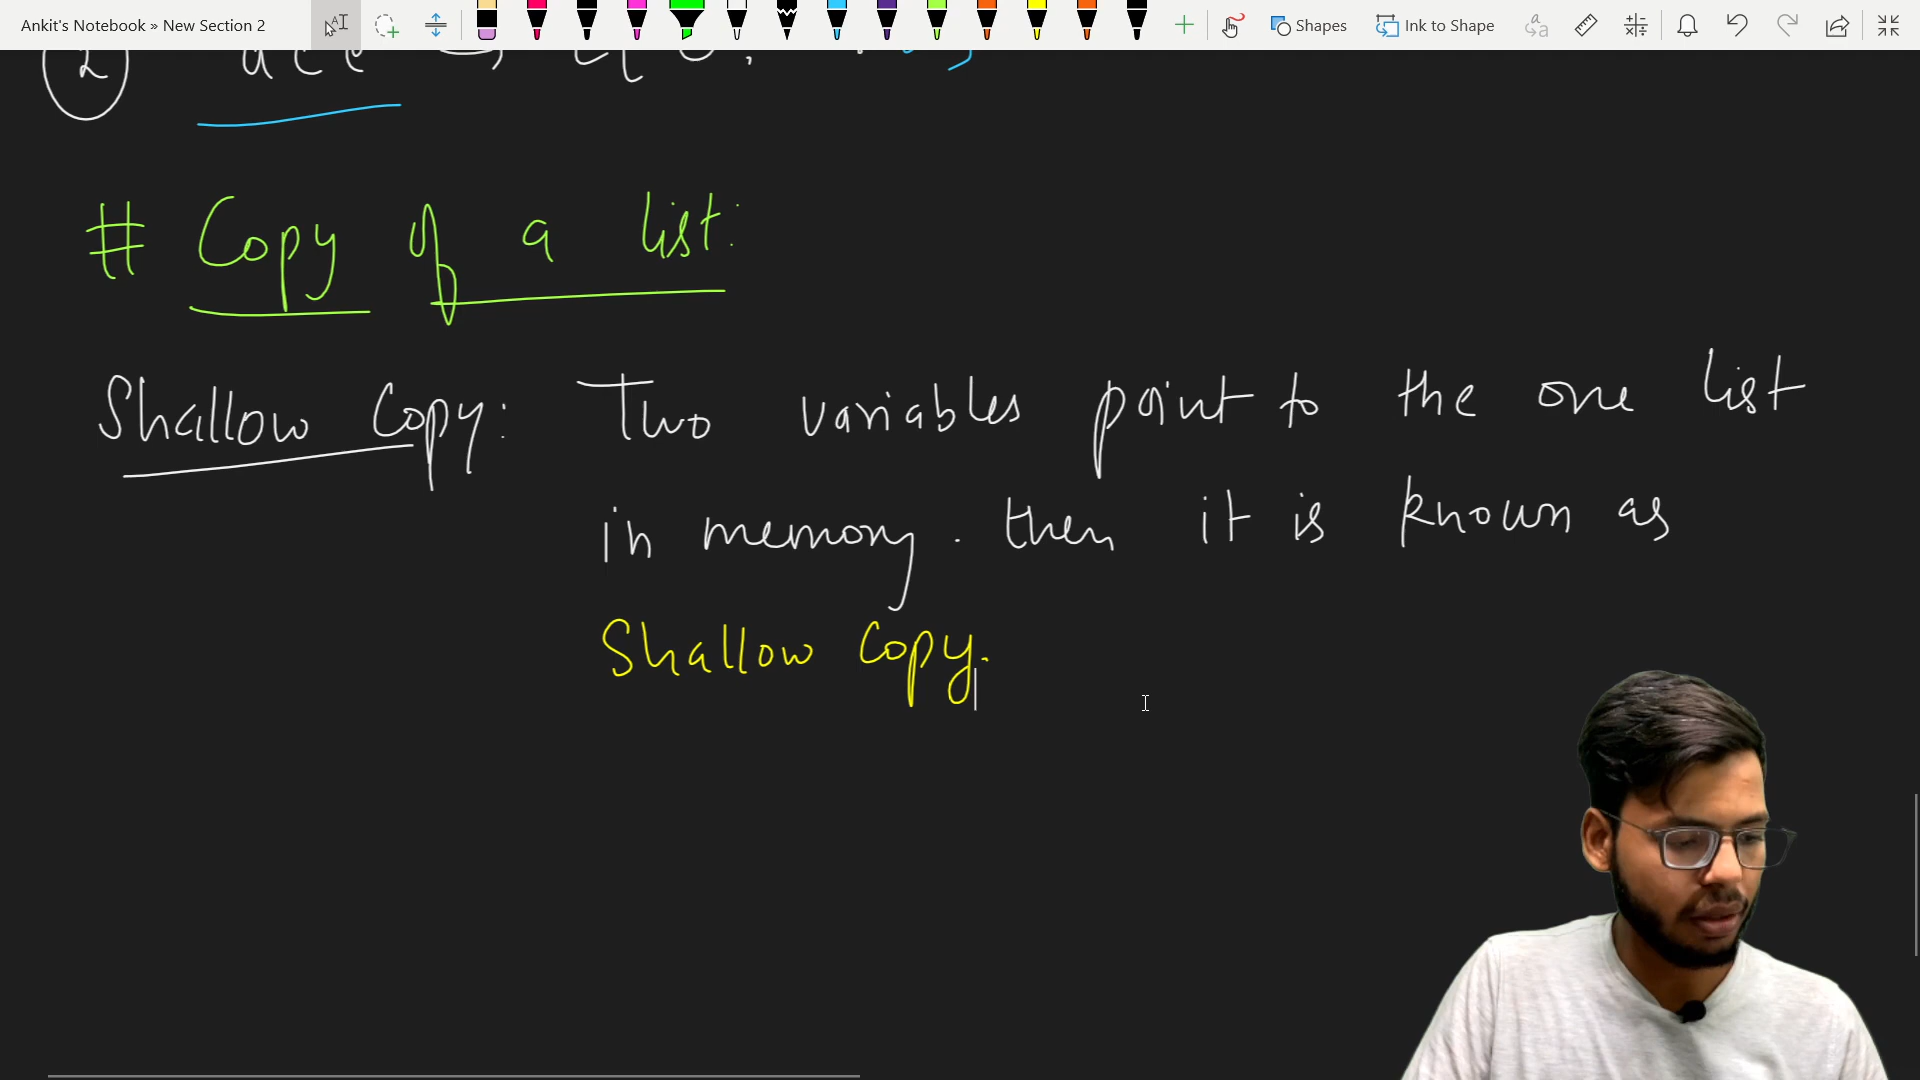 Ankit's Notebook » New Section 2
Shapes
Ink to Shape
2
# Copy of a list:
Shallow Copy: Two variables point to the one list
in memory. then it is known as
Shallow Copy.